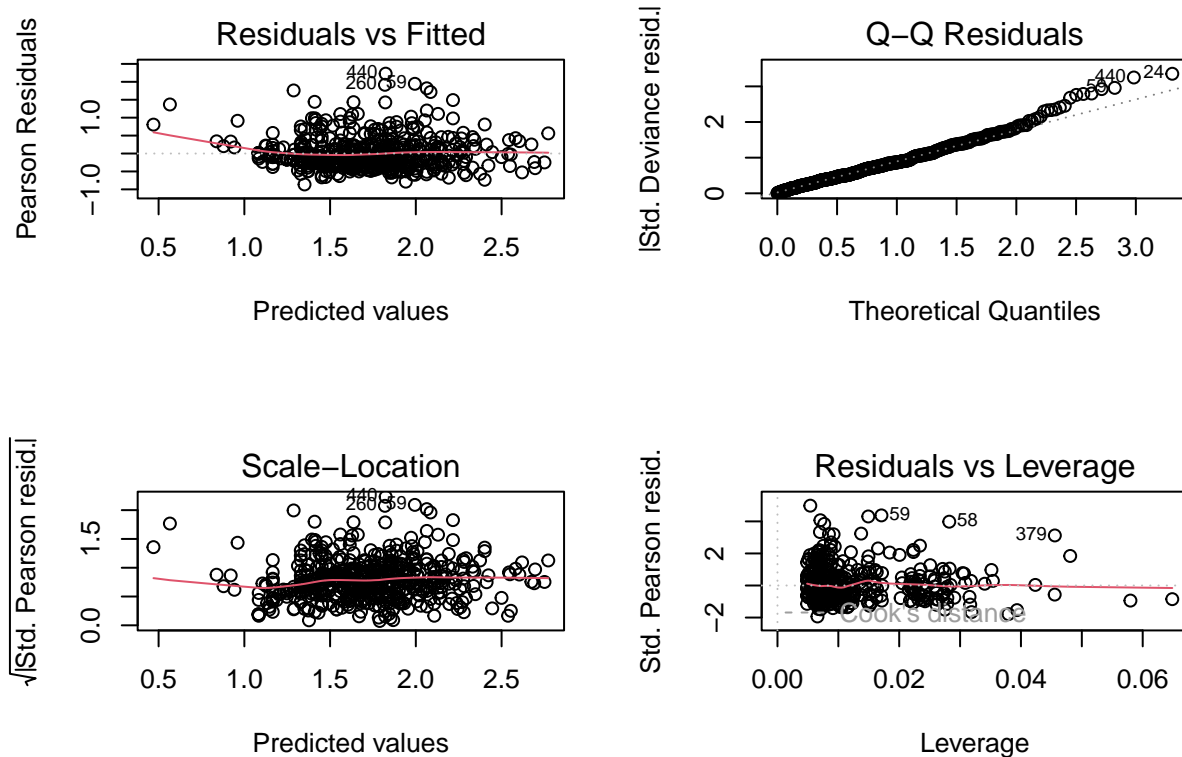 Residuals vs Fitted
Pearson Residuals
−1.0 1.0
440
260
59
0.5 1.0 1.5 2.0 2.5
Predicted values
Q−Q Residuals
|Std. Deviance resid.|
0 2
440
59
24
0.0 0.5 1.0 1.5 2.0 2.5 3.0
Theoretical Quantiles
Scale−Location
√|Std. Pearson resid.|
0.0 1.5
440
260
59
0.5 1.0 1.5 2.0 2.5
Predicted values
Residuals vs Leverage
Std. Pearson resid.
−2 0 2
59
58
379
Cook's distance
0.00 0.02 0.04 0.06
Leverage